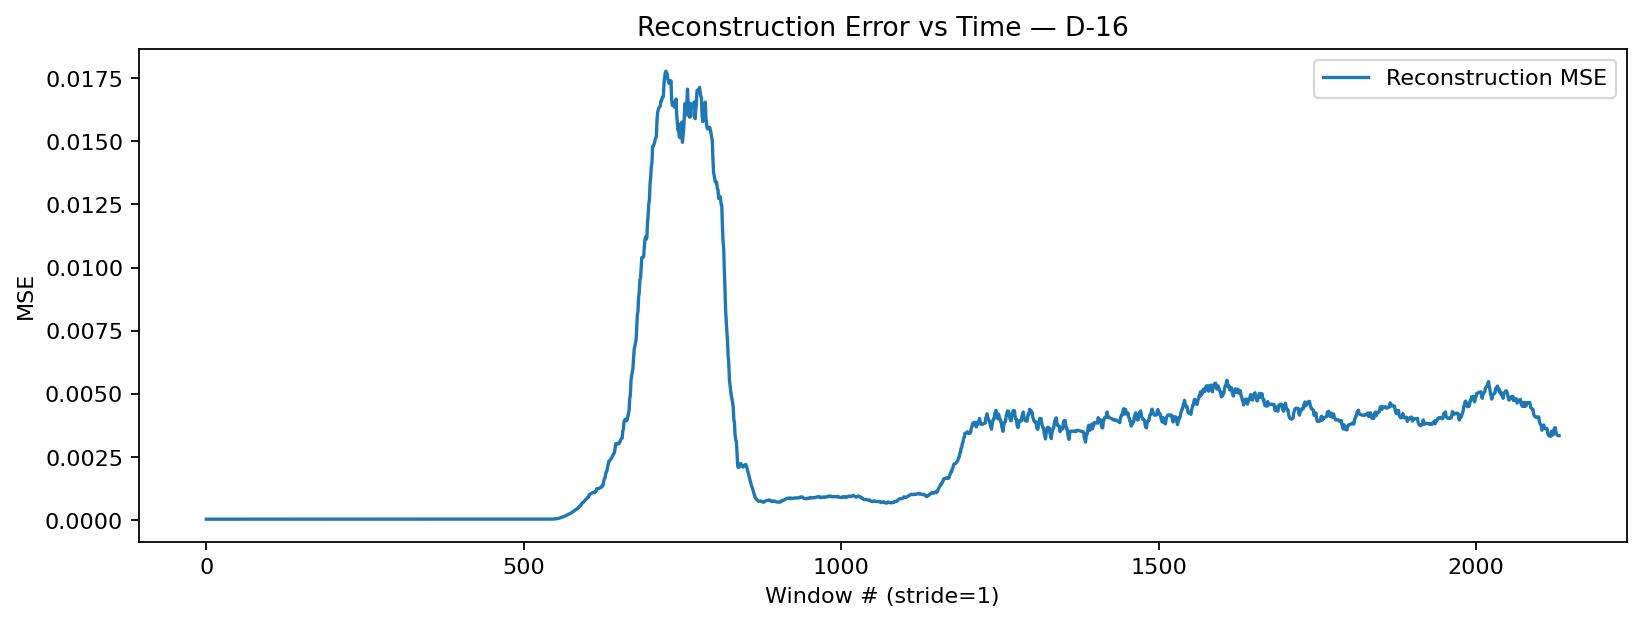 Reconstruction Error vs Time — D-16
Reconstruction MSE
0.0175
0.0150
0.0125
0.0100
0.0075
0.0050
0.0025
0.0000
MSE
0 500 1000 1500 2000
Window # (stride=1)